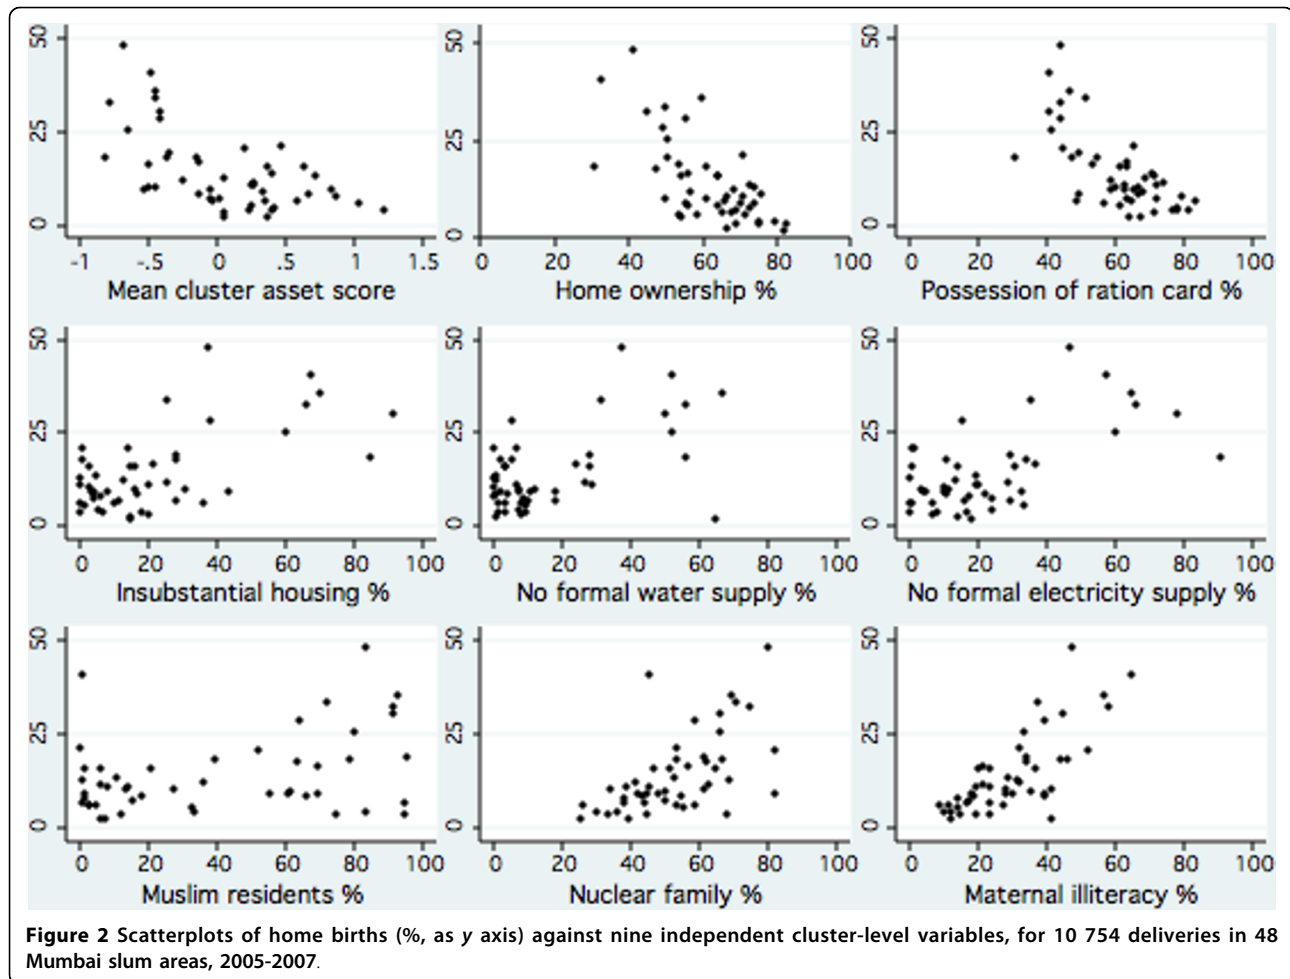 50
25
0
-1 -.5 0 .5 1 1.5
Mean cluster asset score
50
25
0
0 20 40 60 80 100
Home ownership %
50
25
0
0 20 40 60 80 100
Possession of ration card %
50
25
0
0 20 40 60 80 100
Insubstantial housing %
50
25
0
0 20 40 60 80 100
No formal water supply %
50
25
0
0 20 40 60 80 100
No formal electricity supply %
50
25
0
0 20 40 60 80 100
Muslim residents %
50
25
0
0 20 40 60 80 100
Nuclear family %
50
25
0
0 20 40 60 80 100
Maternal illiteracy %
Figure 2 Scatterplots of home births (%, as y axis) against nine independent cluster-level variables, for 10 754 deliveries in 48
Mumbai slum areas, 2005-2007.